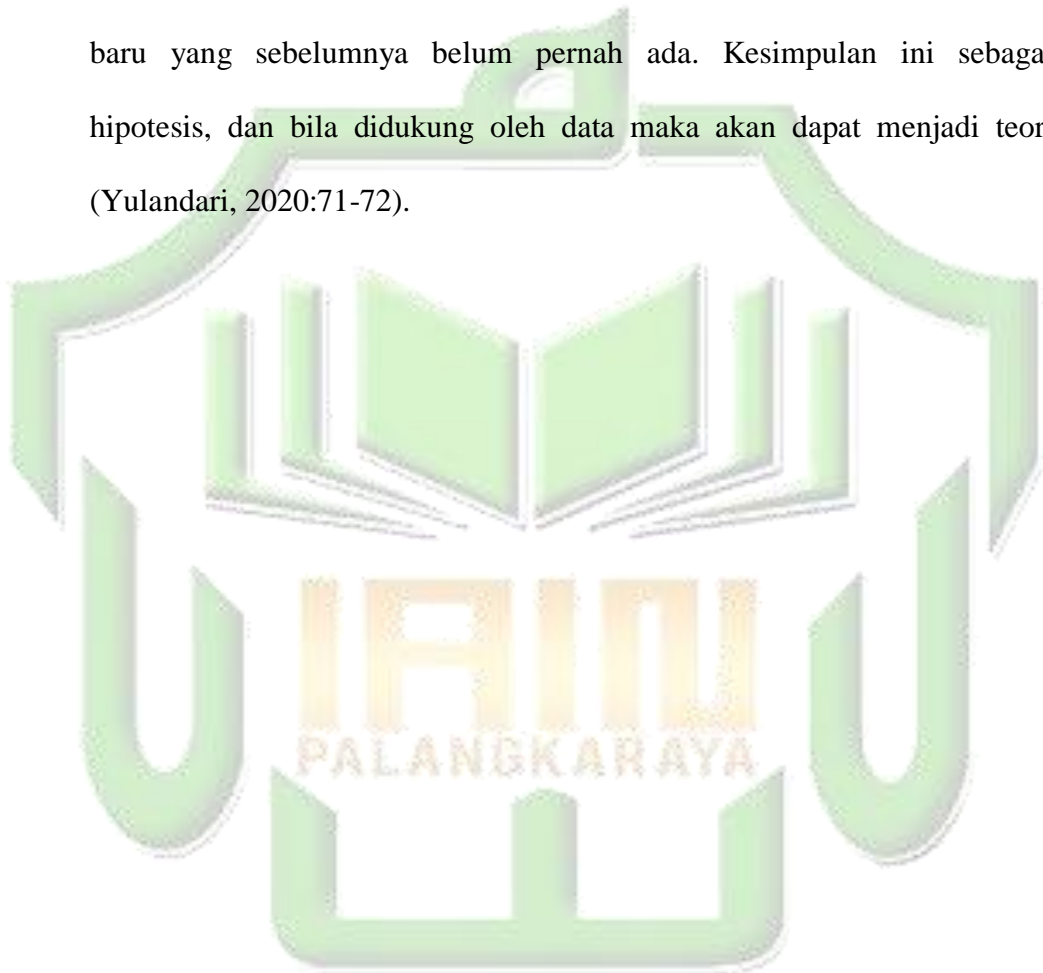 baru yang sebelumnya belum pernah ada. Kesimpulan ini sebaga
hipotesis, dan bila didukung oleh data maka akan dapat menjadi teor
(Yulandari, 2020:71-72).
IAIN
PALANGKARAYA